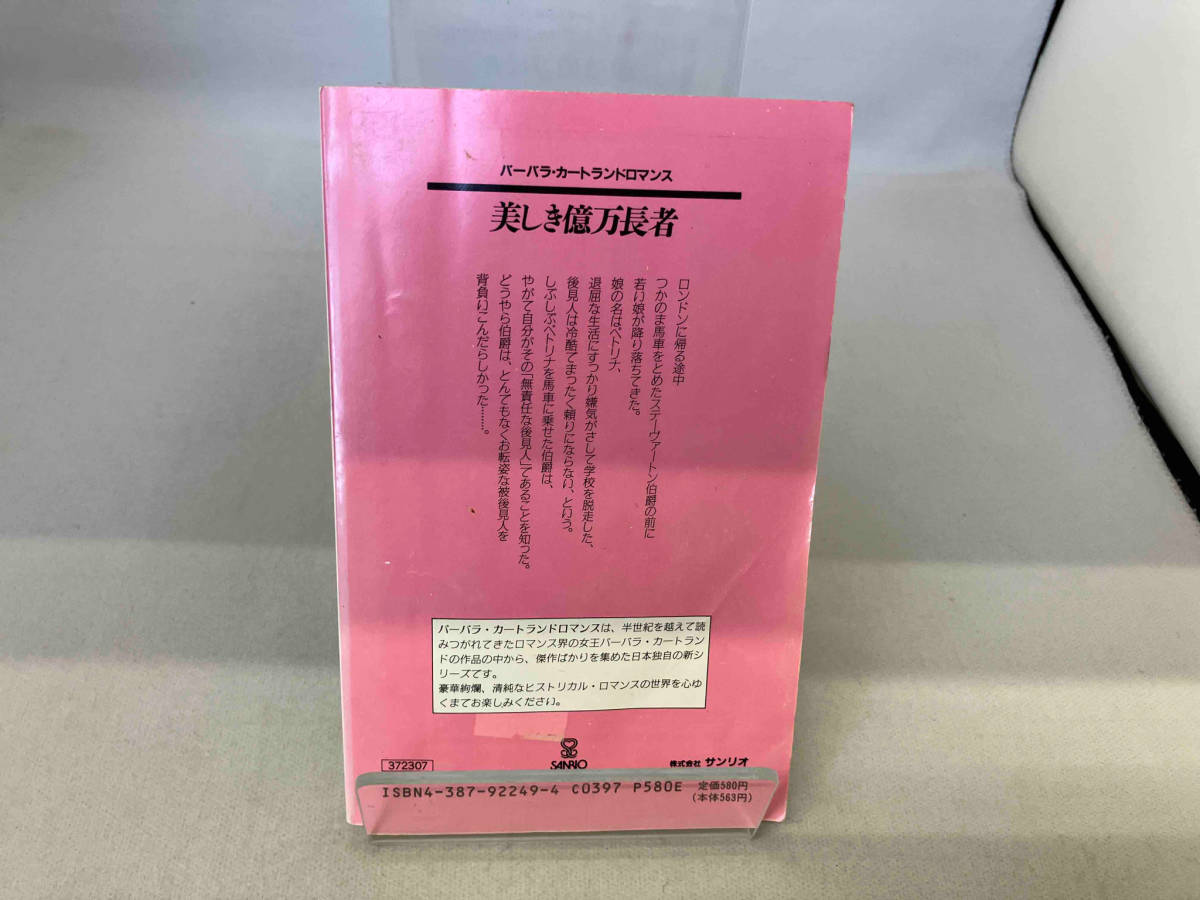 バーバラ・カートランドロマンス
美しき億万長者
ロンドンに帰る途中
つかのま馬車をとめたステーヴァートン伯爵の前に
若い娘が降り落ちてきた。
娘の名はペトリナ、
退屈な生活にすっかり嫌気がさして学校を脱走した、
後見人は冷酷でまったく頼りにならない、という。
しぶしぶペトリナを馬車に乗せた伯爵は、
やがて自分がその「無責任な後見人」であることを知った。
どうやら伯爵は、とんでもなくお転婆な被後見人を
背負いこんだらしかった………。
バーバラ・カートランドロマンスは、半世紀を越えて読
みつがれてきたロマンス界の女王バーバラ・カートラン
ドの作品の中から、傑作ばかりを集めた日本独自の新シ
リーズです。
豪華絢爛、清純なヒストリカル・ロマンスの世界を心ゆ
くまでお楽しみください。
372307
SANRIO
株式会社 サンリオ
ISBN4-387-92249-4 C0397 P580E 定価580円
(本体563円)